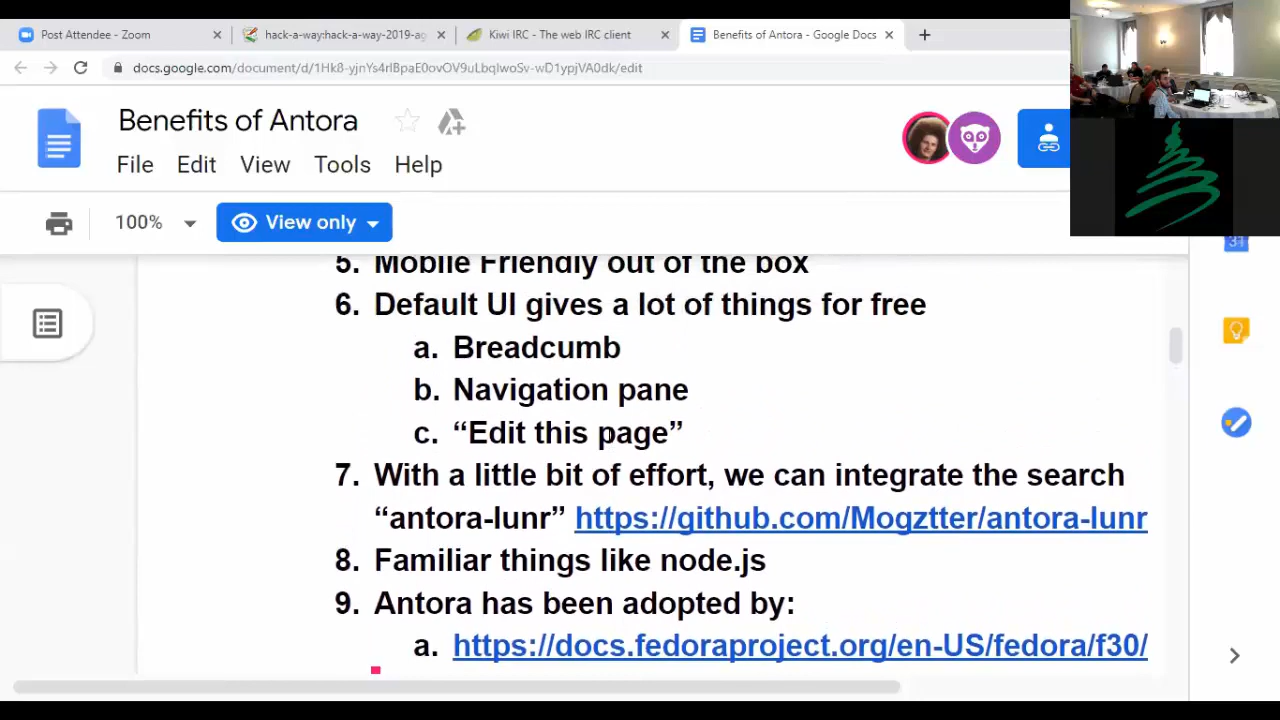 Post Attendee - Zoom
hack-a-way:hack-a-way-2019-a
Kiwi IRC - The web IRC client
Benefits of Antora - Google Docs
docs.google.com/document/d/1Hk8-yjnYs4rlBpaE0ovOV9uLbqIwoSv-wD1ypjVA0dk/edit
Benefits of Antora
File Edit View Tools Help
100%
View only
31
5. Mobile Friendly out of the box
6. Default UI gives a lot of things for free
a. Breadcumb
b. Navigation pane
c. “Edit this page”
7. With a little bit of effort, we can integrate the search
“antora-lunr” https://github.com/Mogztter/antora-lunr
8. Familiar things like node.js
9. Antora has been adopted by:
a. https://docs.fedoraproject.org/en-US/fedora/f30/